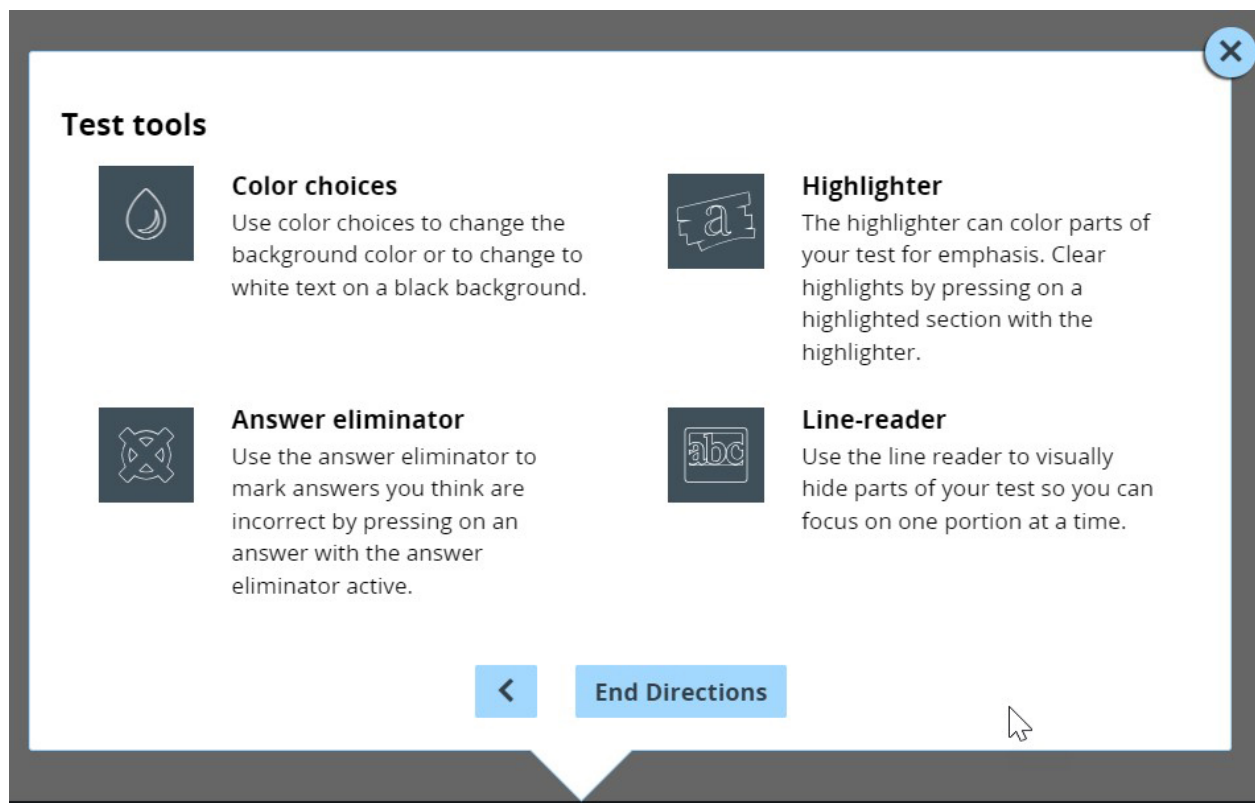 Test tools
Color choices
Use color choices to change the
background color or to change to
white text on a black background.
a
Highlighter
The highlighter can color parts of
your test for emphasis. Clear
highlights by pressing on a
highlighted section with the
highlighter.
Answer eliminator
Use the answer eliminator to
mark answers you think are
incorrect by pressing on an
answer with the answer
eliminator active.
abc
Line-reader
Use the line reader to visually
hide parts of your test so you can
focus on one portion at a time.
End Directions